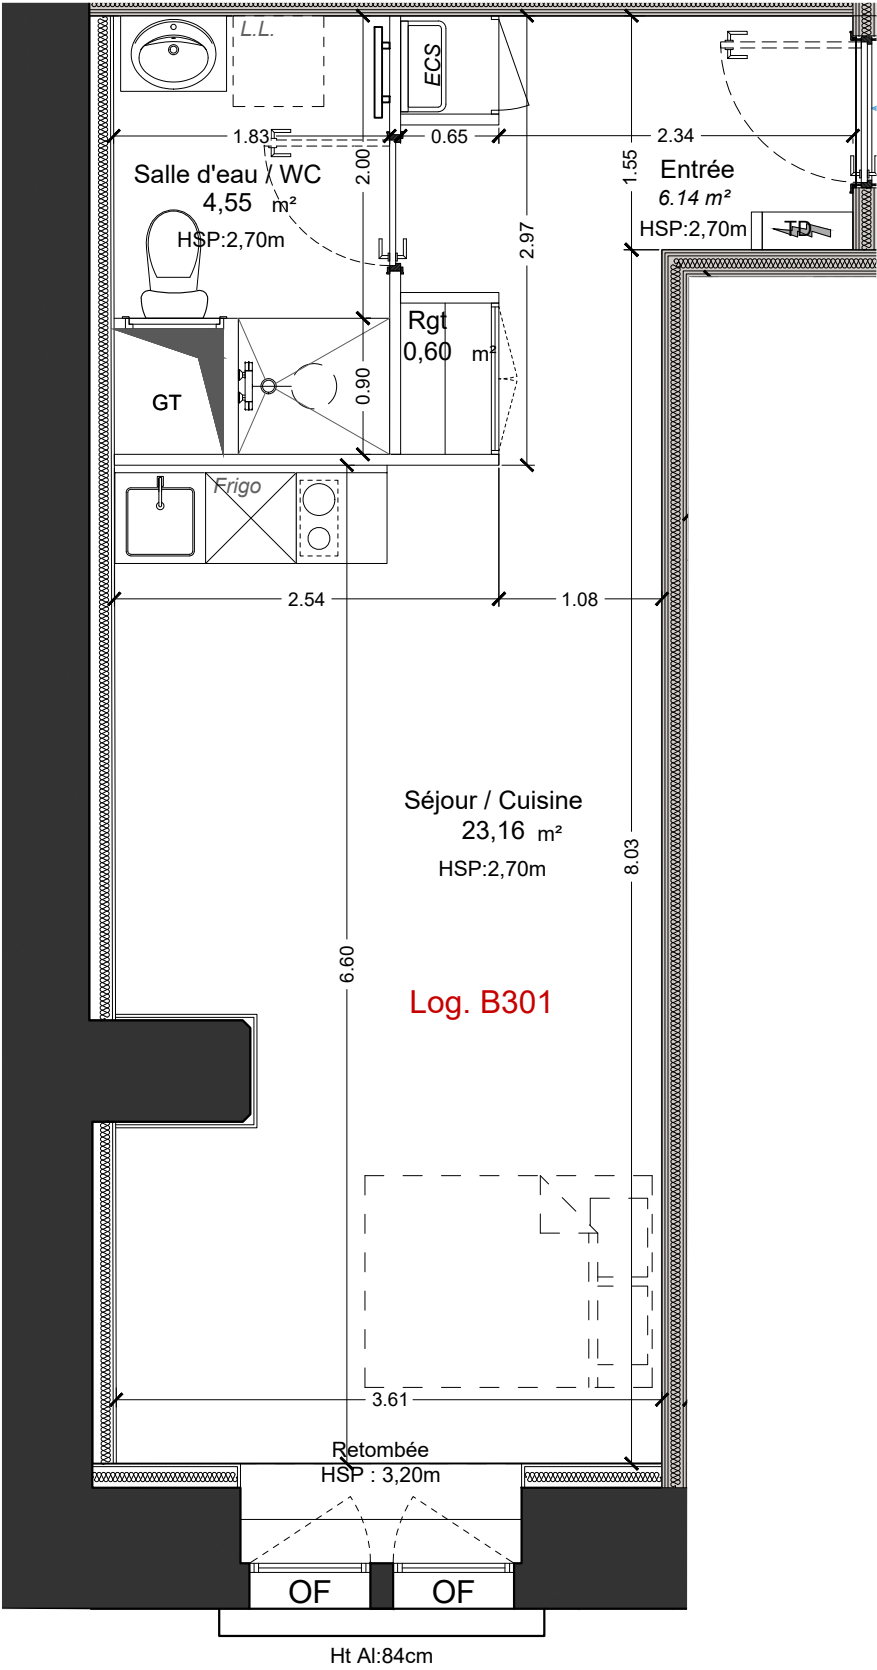 L.L.
ECS
1.83
0.65
2.34
2.00
1.55
Salle d'eau / WC
4,55 m²
HSP:2,70m
Entrée
6.14 m²
HSP:2,70m
TD
2.97
Rgt
0,60 m²
0.90
GT
Frigo
2.54
1.08
Séjour / Cuisine
23,16 m²
HSP:2,70m
8.03
6.60
Log. B301
3.61
Retombée
HSP : 3,20m
OF
OF
Ht Al:84cm